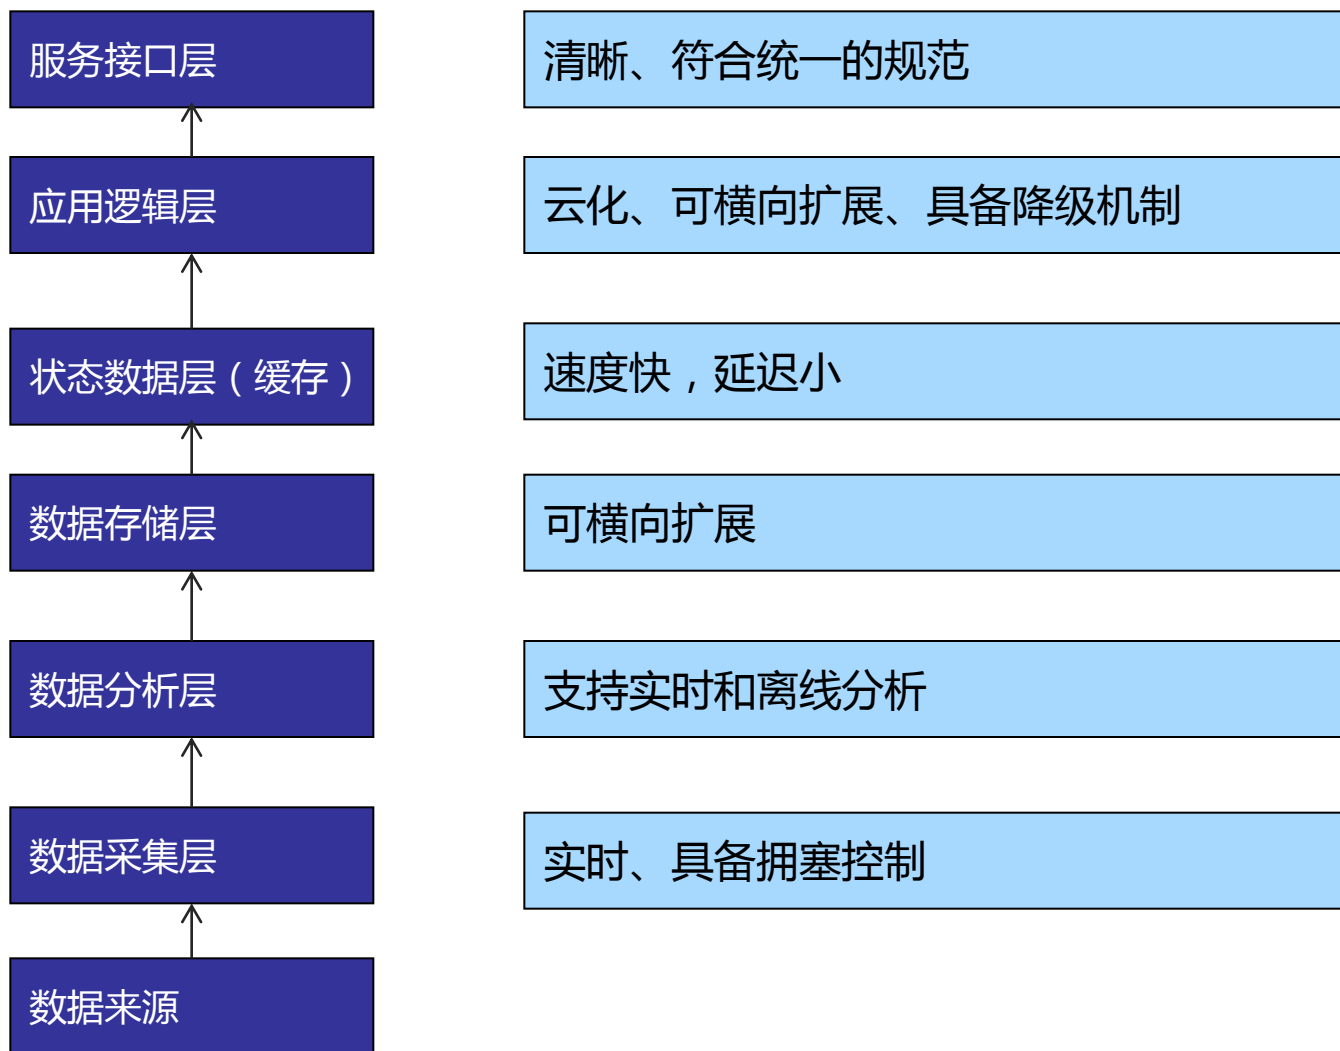 服务接口层
清晰、符合统一的规范
应用逻辑层
云化、可横向扩展、具备降级机制
状态数据层（缓存）
速度快，延迟小
数据存储层
可横向扩展
数据分析层
支持实时和离线分析
数据采集层
实时、具备拥塞控制
数据来源